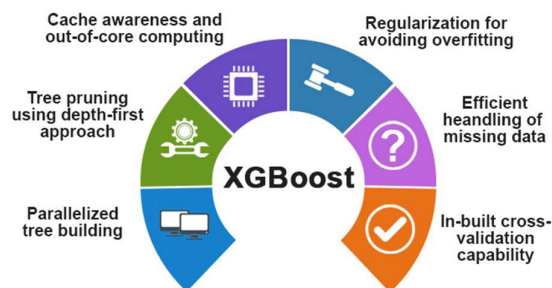 Cache awareness and
out-of-core computing
Regularization for
avoiding overfitting
Tree pruning
using depth-first
approach
Efficient
heandling of
missing data
?
XGBoost
Parallelized
tree building
In-built cross-
validation
capability